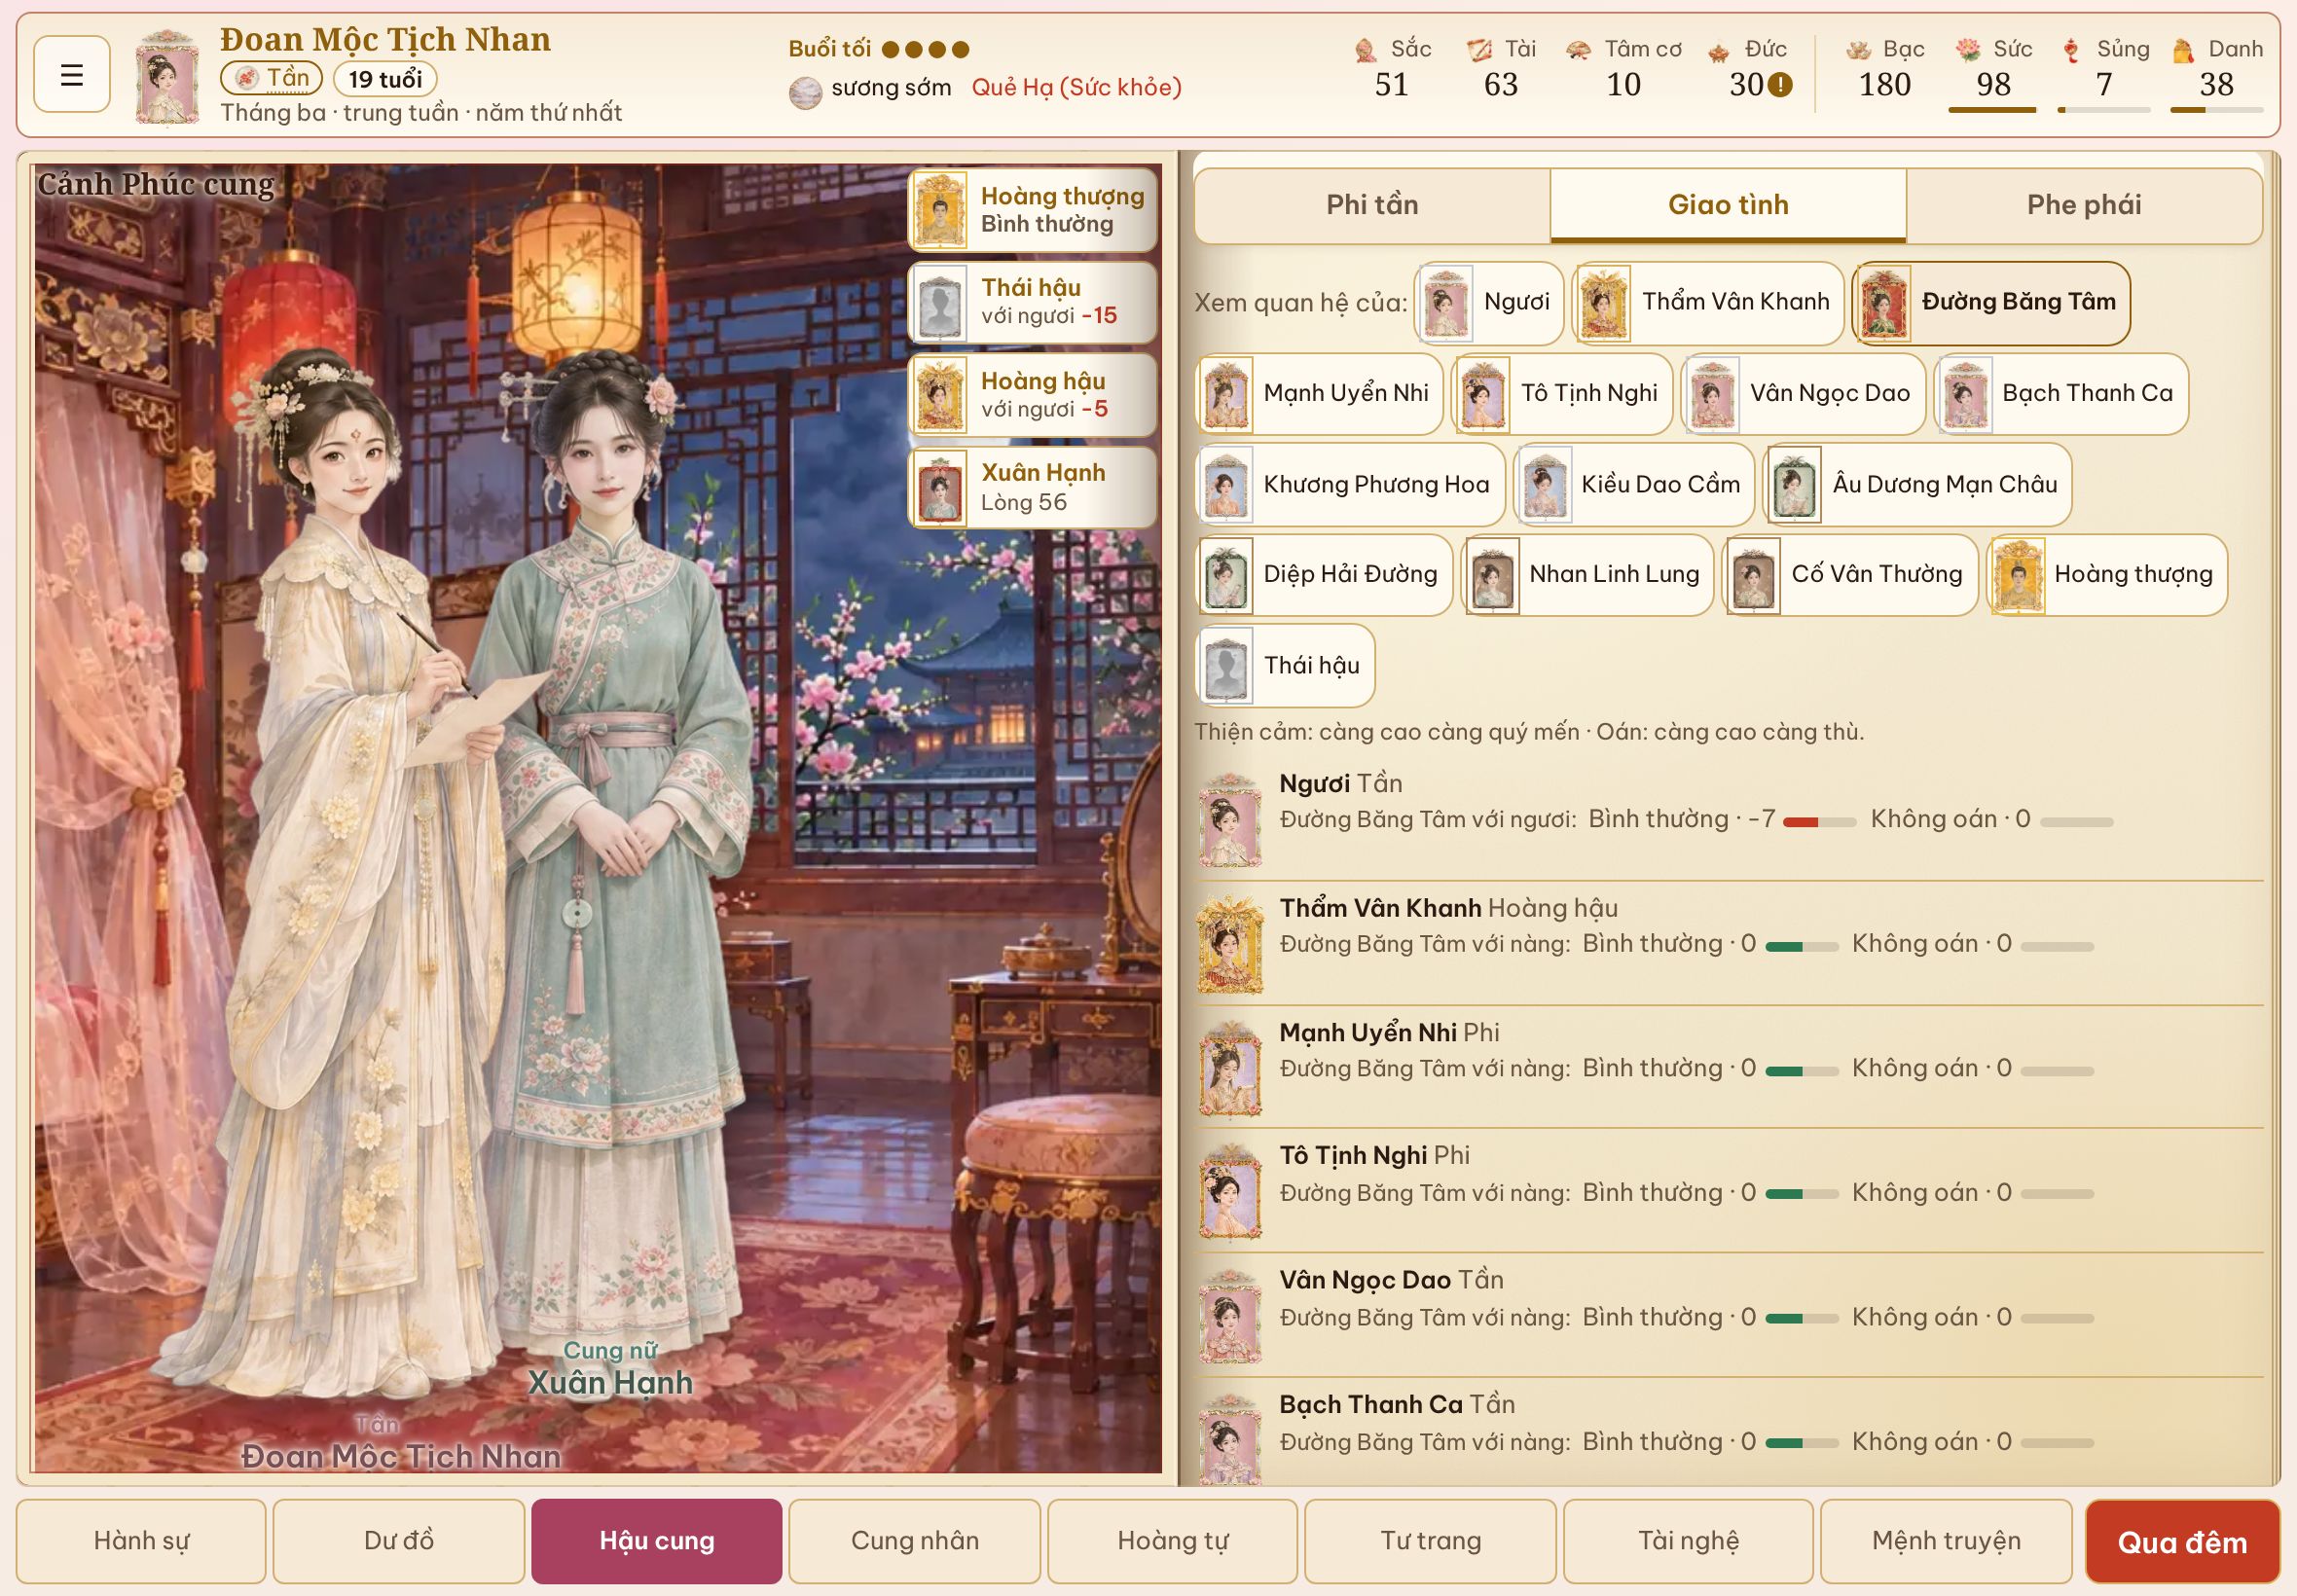 Đoan Mộc Tịch Nhan
Tần 19 tuổi
Tháng ba · trung tuần · năm thứ nhất
Buổi tối
sương sớm Quẻ Hạ (Sức khỏe)
Sắc Tài Tâm cơ Đức Bạc Sức Sủng Danh
51 63 10 30! 180 98 7 38
Cảnh Phúc cung
Hoàng thượng
Bình thường
Thái hậu
với ngươi -15
Hoàng hậu
với ngươi -5
Xuân Hạnh
Lòng 56
Cung nữ
Xuân Hạnh
Tần
Đoan Mộc Tịch Nhan
Phi tần Giao tình Phe phái
Xem quan hệ của: Ngươi Thẩm Vân Khanh Đường Băng Tâm
Mạnh Uyển Nhi Tô Tịnh Nghi Vân Ngọc Dao Bạch Thanh Ca
Khương Phương Hoa Kiều Dao Cầm Âu Dương Mạn Châu
Diệp Hải Đường Nhan Linh Lung Cố Vân Thường Hoàng thượng
Thái hậu
Thiện cảm: càng cao càng quý mến · Oán: càng cao càng thù.
Ngươi Tần
Đường Băng Tâm với ngươi: Bình thường · -7 Không oán · 0
Thẩm Vân Khanh Hoàng hậu
Đường Băng Tâm với nàng: Bình thường · 0 Không oán · 0
Mạnh Uyển Nhi Phi
Đường Băng Tâm với nàng: Bình thường · 0 Không oán · 0
Tô Tịnh Nghi Phi
Đường Băng Tâm với nàng: Bình thường · 0 Không oán · 0
Vân Ngọc Dao Tần
Đường Băng Tâm với nàng: Bình thường · 0 Không oán · 0
Bạch Thanh Ca Tần
Đường Băng Tâm với nàng: Bình thường · 0 Không oán · 0
Hành sự Dư đồ Hậu cung Cung nhân Hoàng tự Tư trang Tài nghệ Mệnh truyện Qua đêm